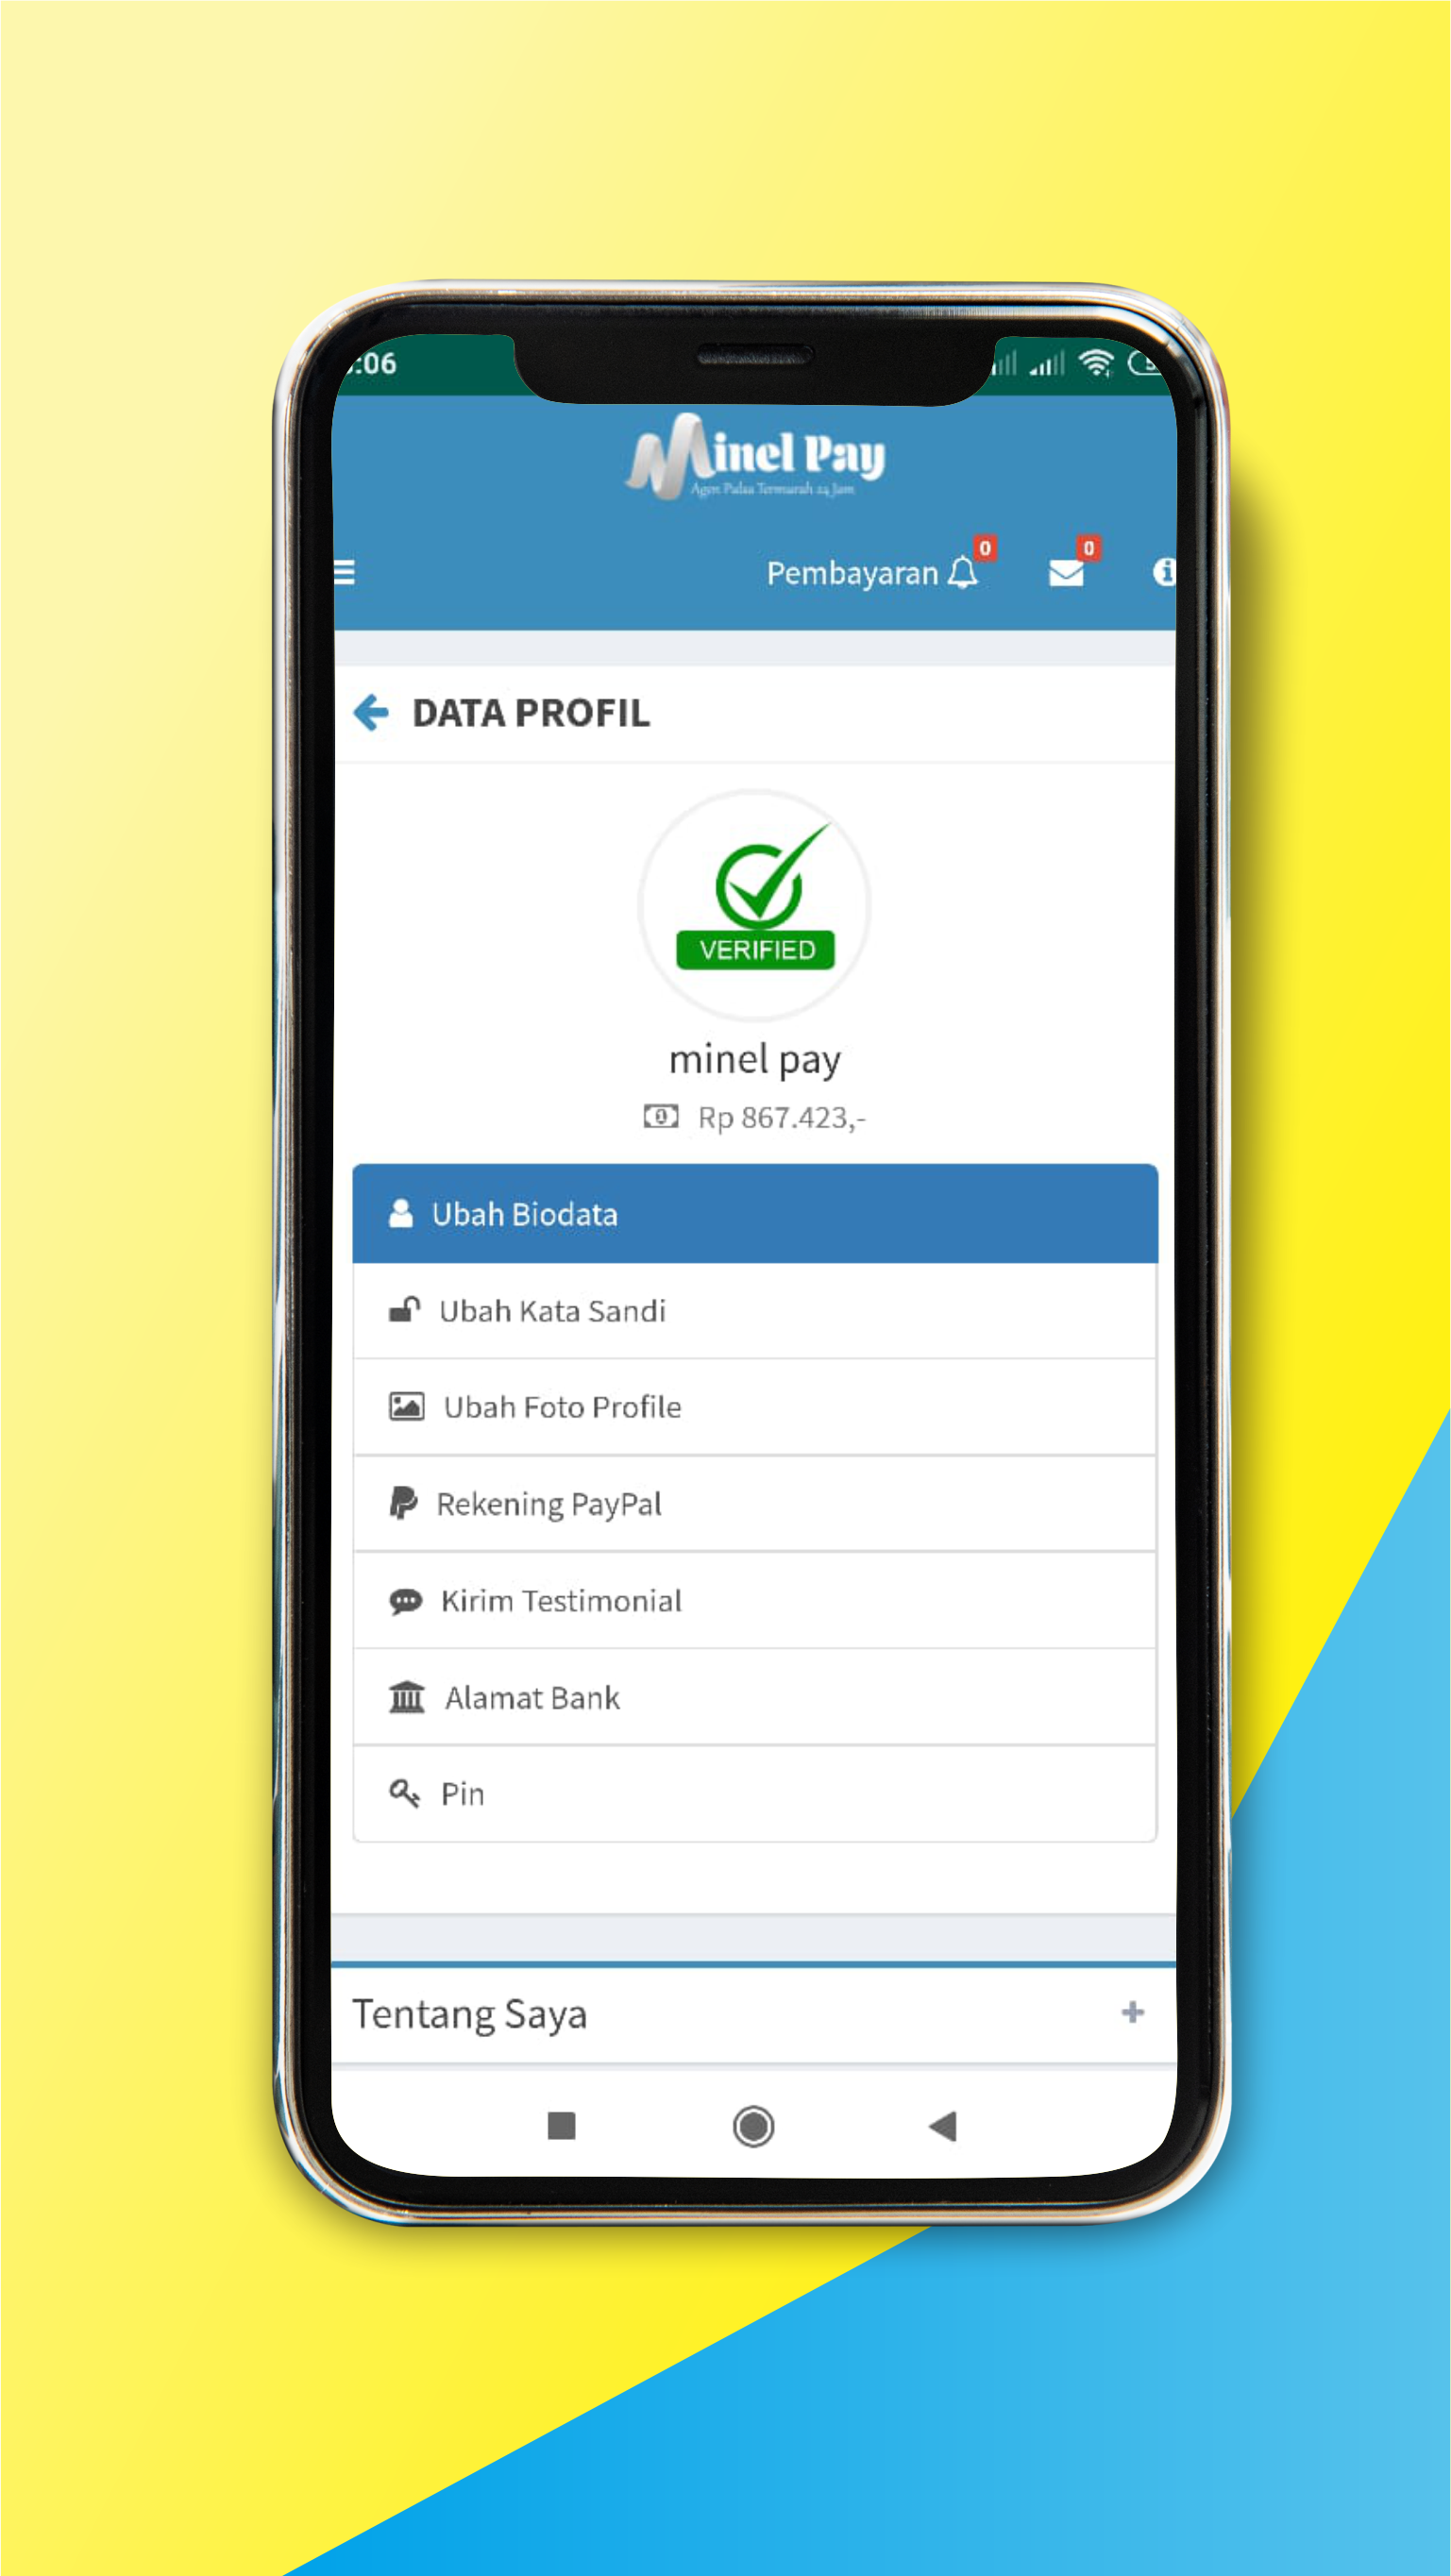 :06
Minel Pay
Agen Pulsa Termurah 24 Jam
Pembayaran 0 0
DATA PROFIL
VERIFIED
minel pay
Rp 867.423,-
Ubah Biodata
Ubah Kata Sandi
Ubah Foto Profile
Rekening PayPal
Kirim Testimonial
Alamat Bank
Pin
Tentang Saya